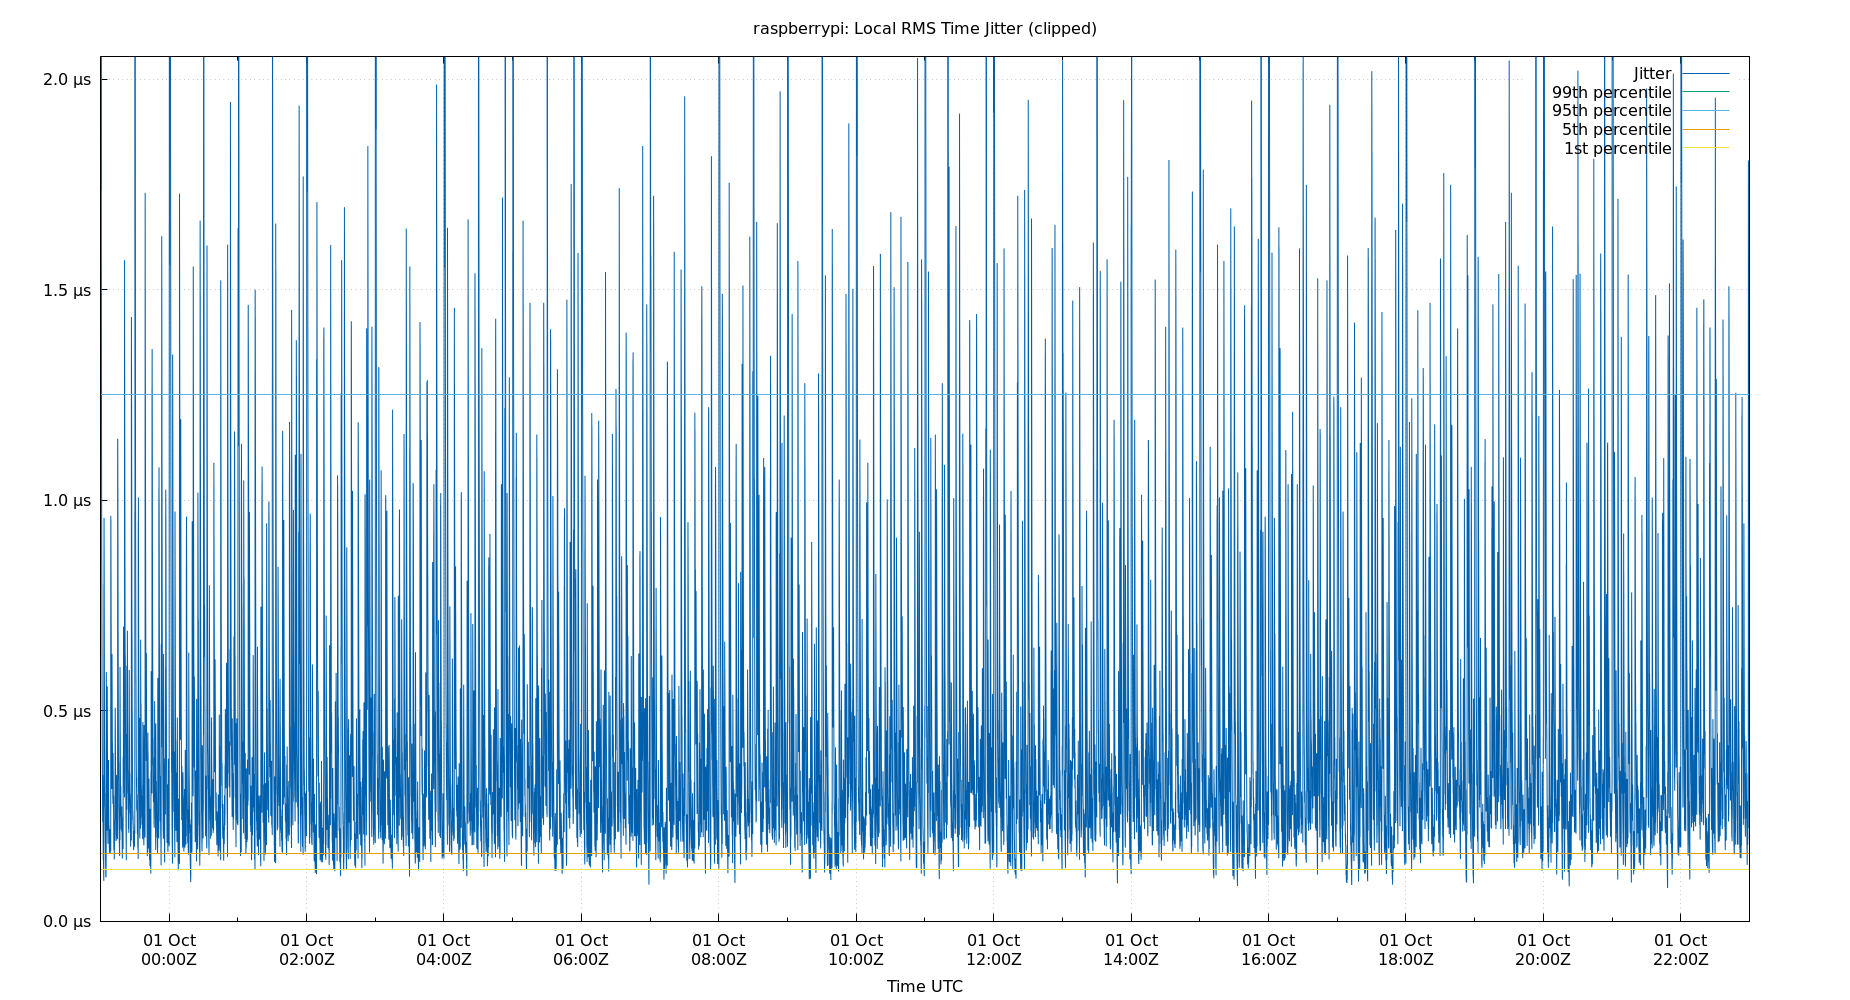 raspberrypi: Local RMS Time Jitter (clipped)
2.0 µs
1.5 µs
1.0 µs
0.5 µs
0.0 µs
Jitter
99th percentile
95th percentile
5th percentile
1st percentile
01 Oct 01 Oct 01 Oct 01 Oct 01 Oct 01 Oct 01 Oct 01 Oct 01 Oct 01 Oct 01 Oct 01 Oct
00:00Z 02:00Z 04:00Z 06:00Z 08:00Z 10:00Z 12:00Z 14:00Z 16:00Z 18:00Z 20:00Z 22:00Z
Time UTC